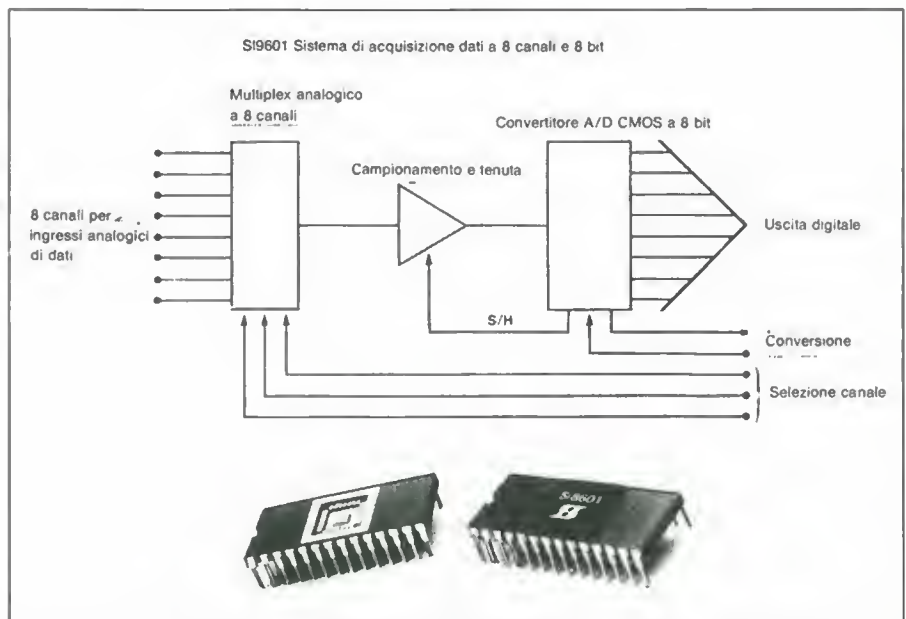 SI9601 Sistema di acquisizione dati a 8 canali e 8 bit
Multiplex analogico
a 8 canali
Convertitore A/D CMOS a 8 bit
Campionamento e tenuta
8 canali per
ingressi analogici
di dati
Uscita digitale
S/H
Conversione
Selezione canale